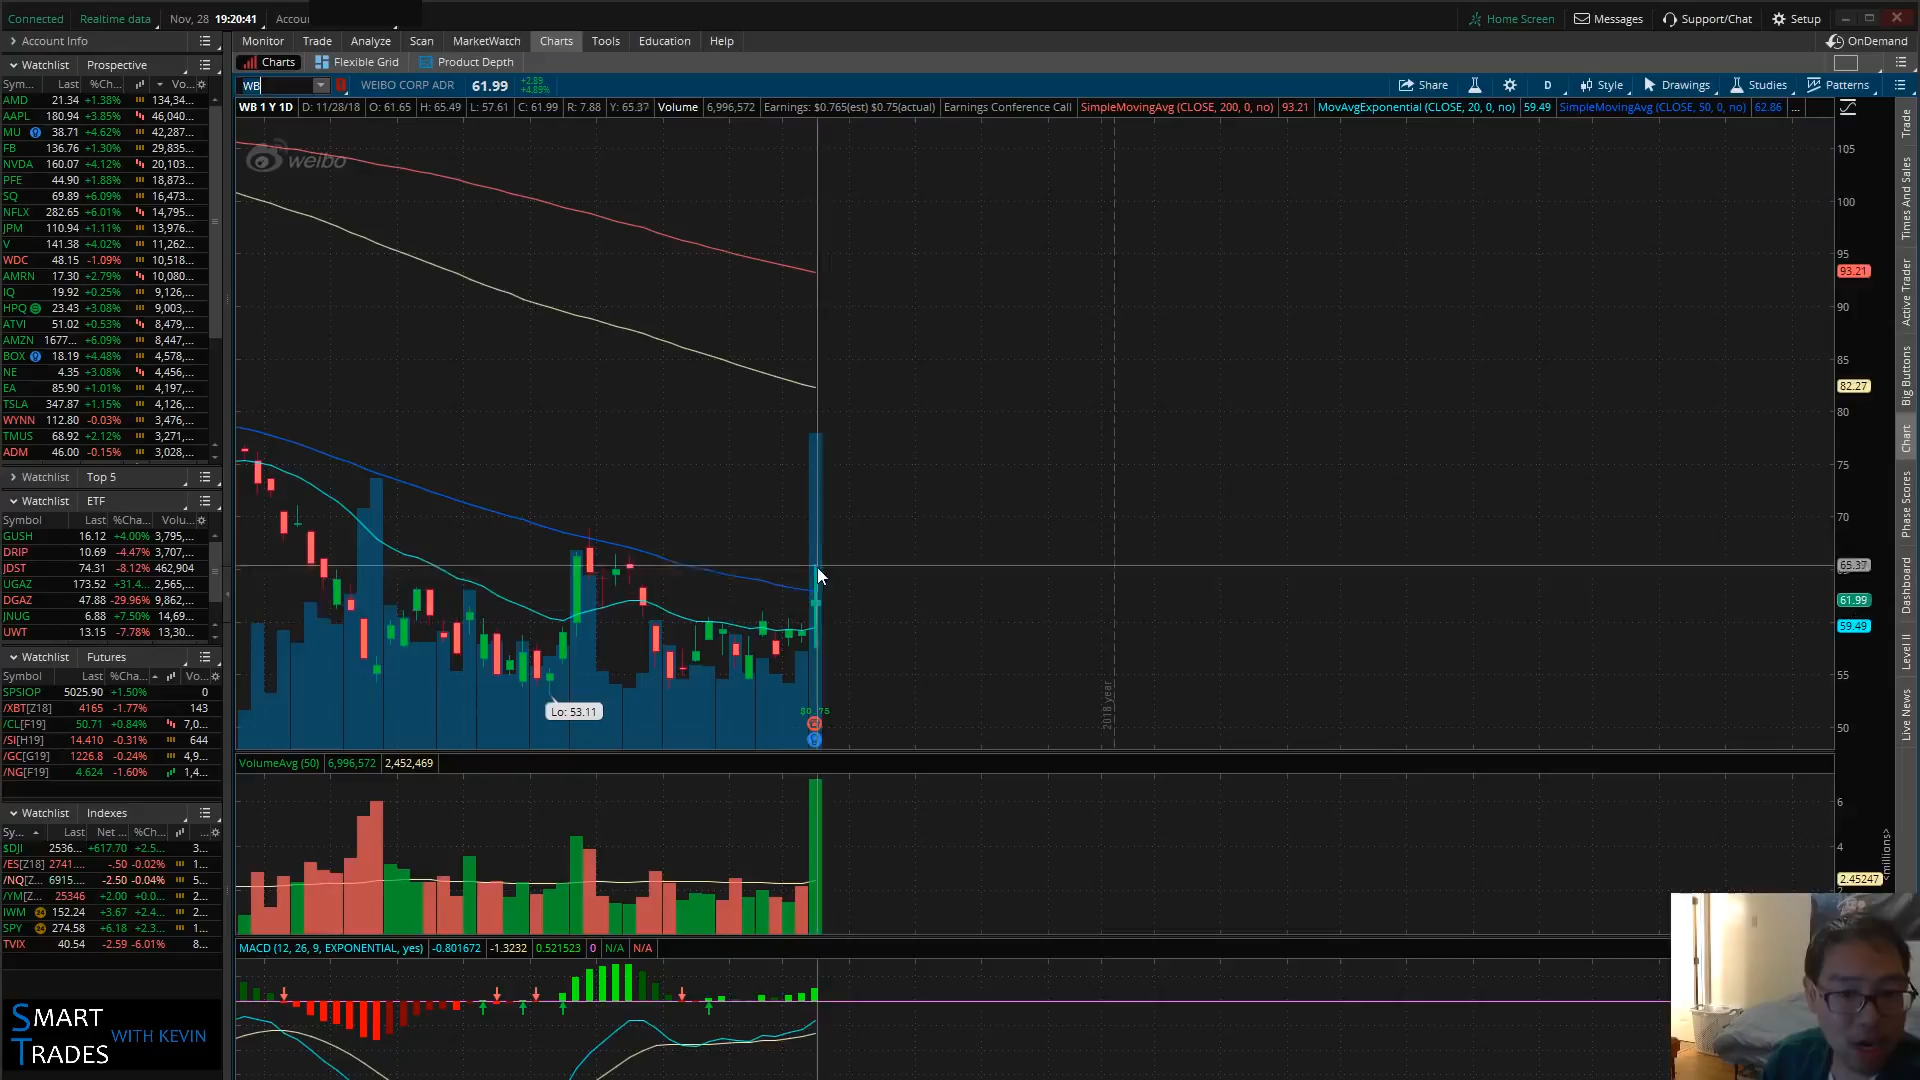 Connected Realtime data Nov, 28 19:20:41 Accou
Home Screen Messages Support/Chat Setup
Account Info
Monitor Trade Analyze Scan MarketWatch Charts Tools Education Help OnDemand
Watchlist Prospective
Charts Flexible Grid Product Depth
Sym... Last %Ch... Vo...
WB WEIBO CORP ADR 61.99 +2.89 +4.89% Share D Style Drawings Studies Patterns
WB 1 Y 1D D: 11/28/18 O: 61.65 H: 65.49 L: 57.61 C: 61.99 R: 7.88 Y: 65.37 Volume 6,996,572 Earnings: $0.765(est) $0.75(actual) Earnings Conference Call SimpleMovingAvg (CLOSE, 200, 0, no) 93.21 MovAvgExponential (CLOSE, 20, 0, no) 59.49 SimpleMovingAvg (CLOSE, 50, 0, no) 62.86 ...
AMD 21.34 +1.38% 134,34...
AAPL 180.94 +3.85% 46,040...
MU 38.71 +4.62% 42,287...
FB 136.76 +1.30% 29,835...
NVDA 160.07 +4.12% 20,103...
PFE 44.90 +1.88% 18,873...
SQ 69.89 +6.09% 16,473...
NFLX 282.65 +6.01% 14,795...
JPM 110.94 +1.11% 13,976...
V 141.38 +4.02% 11,262...
WDC 48.15 -1.09% 10,518...
AMRN 17.30 +2.79% 10,080...
IQ 19.92 +0.25% 9,126...
HPQ 23.43 +3.08% 9,003...
ATVI 51.02 +0.53% 8,479...
AMZN 1677... +6.09% 8,447...
BOX 18.19 +4.48% 4,578...
NE 4.35 +3.08% 4,456...
EA 85.90 +1.01% 4,197...
TSLA 347.87 +1.15% 4,126...
WYNN 112.80 -0.03% 3,476...
TMUS 68.92 +2.12% 3,271...
ADM 46.00 -0.15% 3,028...
Watchlist Top 5
Watchlist ETF
Symbol Last %Cha... Volu...
GUSH 16.12 +4.00% 3,795,...
DRIP 10.69 -4.47% 3,707,...
JDST 74.31 -8.12% 462,904
UGAZ 173.52 +31.4... 2,565,...
DGAZ 47.88 -29.96% 9,862,...
JNUG 6.88 +7.50% 14,69...
UWT 13.15 -7.78% 13,30...
Watchlist Futures
Symbol Last %Cha... Vo...
SPSIOP 5025.90 +1.50% 0
/XBT[Z18] 4165 -1.77% 143
/CL[F19] 50.71 +0.84% 7,0...
/SI[H19] 14.410 -0.31% 644
/GC[G19] 1226.8 -0.24% 4,9...
/NG[F19] 4.624 -1.60% 1,4...
Watchlist Indexes
Sy... Last Net ... %Ch... ...
$DJI 2536... +617.70 +2.5... 3...
/ES[Z18] 2741.... -.50 -0.02% 1...
/NQ[Z... 6915.... -2.50 -0.04% 5...
/YM[Z... 25346 +2.00 +0.0... 2...
IWM 152.24 +3.67 +2.4... 2...
SPY 274.58 +6.18 +2.3... 1...
TVIX 40.54 -2.59 -6.01% 8...
SMART
TRADES
WITH KEVIN
weibo
Lo: 53.11
$0.75
2018 year
105
100
95
93.21
90
85
82.27
80
75
70
65.37
61.99
59.49
55
50
VolumeAvg (50) 6,996,572 2,452,469
6
4
2.45247
<millions>
MACD (12, 26, 9, EXPONENTIAL, yes) -0.801672 -1.3232 0.521523 0 N/A N/A
Trade
Times And Sales
Active Trader
Big Buttons
Chart
Phase Scores
Dashboard
Level II
Live News